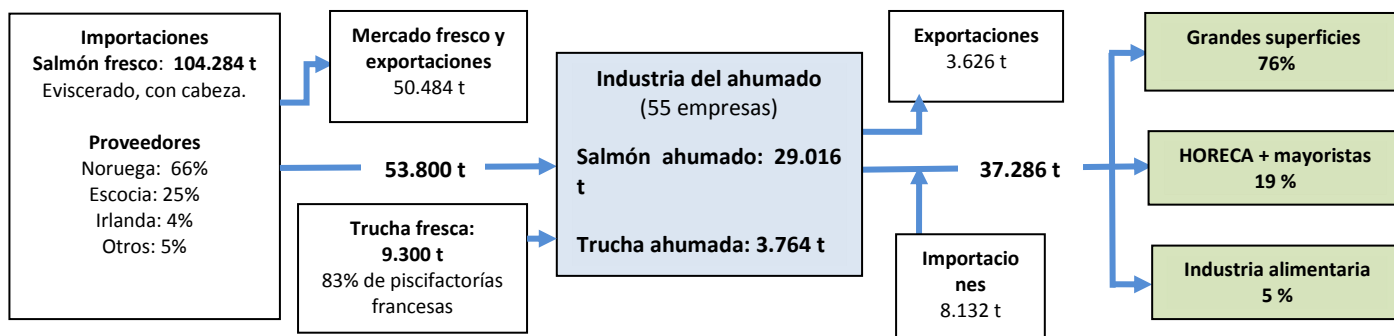 Importaciones
Salmón fresco: 104.284 t
Eviscerado, con cabeza.
Proveedores
Noruega: 66%
Escocia: 25%
Irlanda: 4%
Otros: 5%
Mercado fresco y
exportaciones
50.484 t
53.800 t
Trucha fresca:
9.300 t
83% de piscifactorías
francesas
Industria del ahumado
(55 empresas)
Salmón ahumado: 29.016
t
Trucha ahumada: 3.764 t
Exportaciones
3.626 t
37.286 t
Importacio
nes
8.132 t
Grandes superficies
76%
HORECA + mayoristas
19 %
Industria alimentaria
5 %